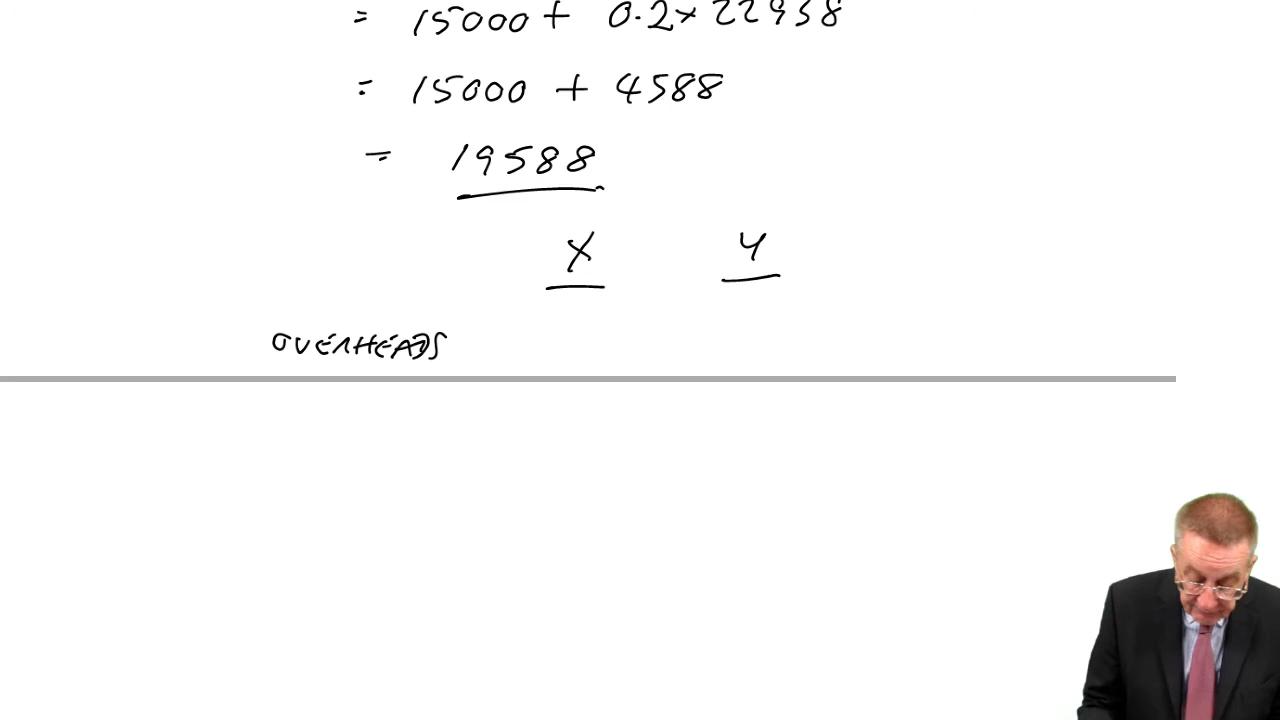 = 15000 + 0.2 × 22938
= 15000 + 4588
= 19588
X Y
OVERHEADS